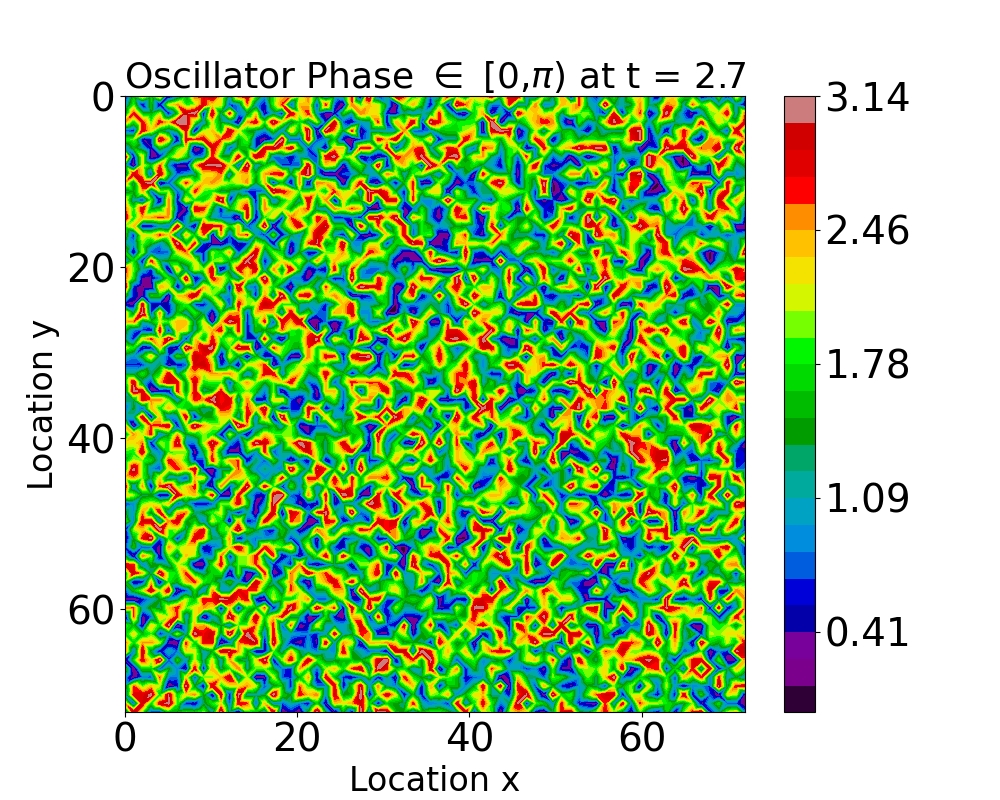 Oscillator Phase ∈ [0,π) at t = 2.7
0
20
40
60
Location y
0 20 40 60
Location x
3.14
2.46
1.78
1.09
0.41